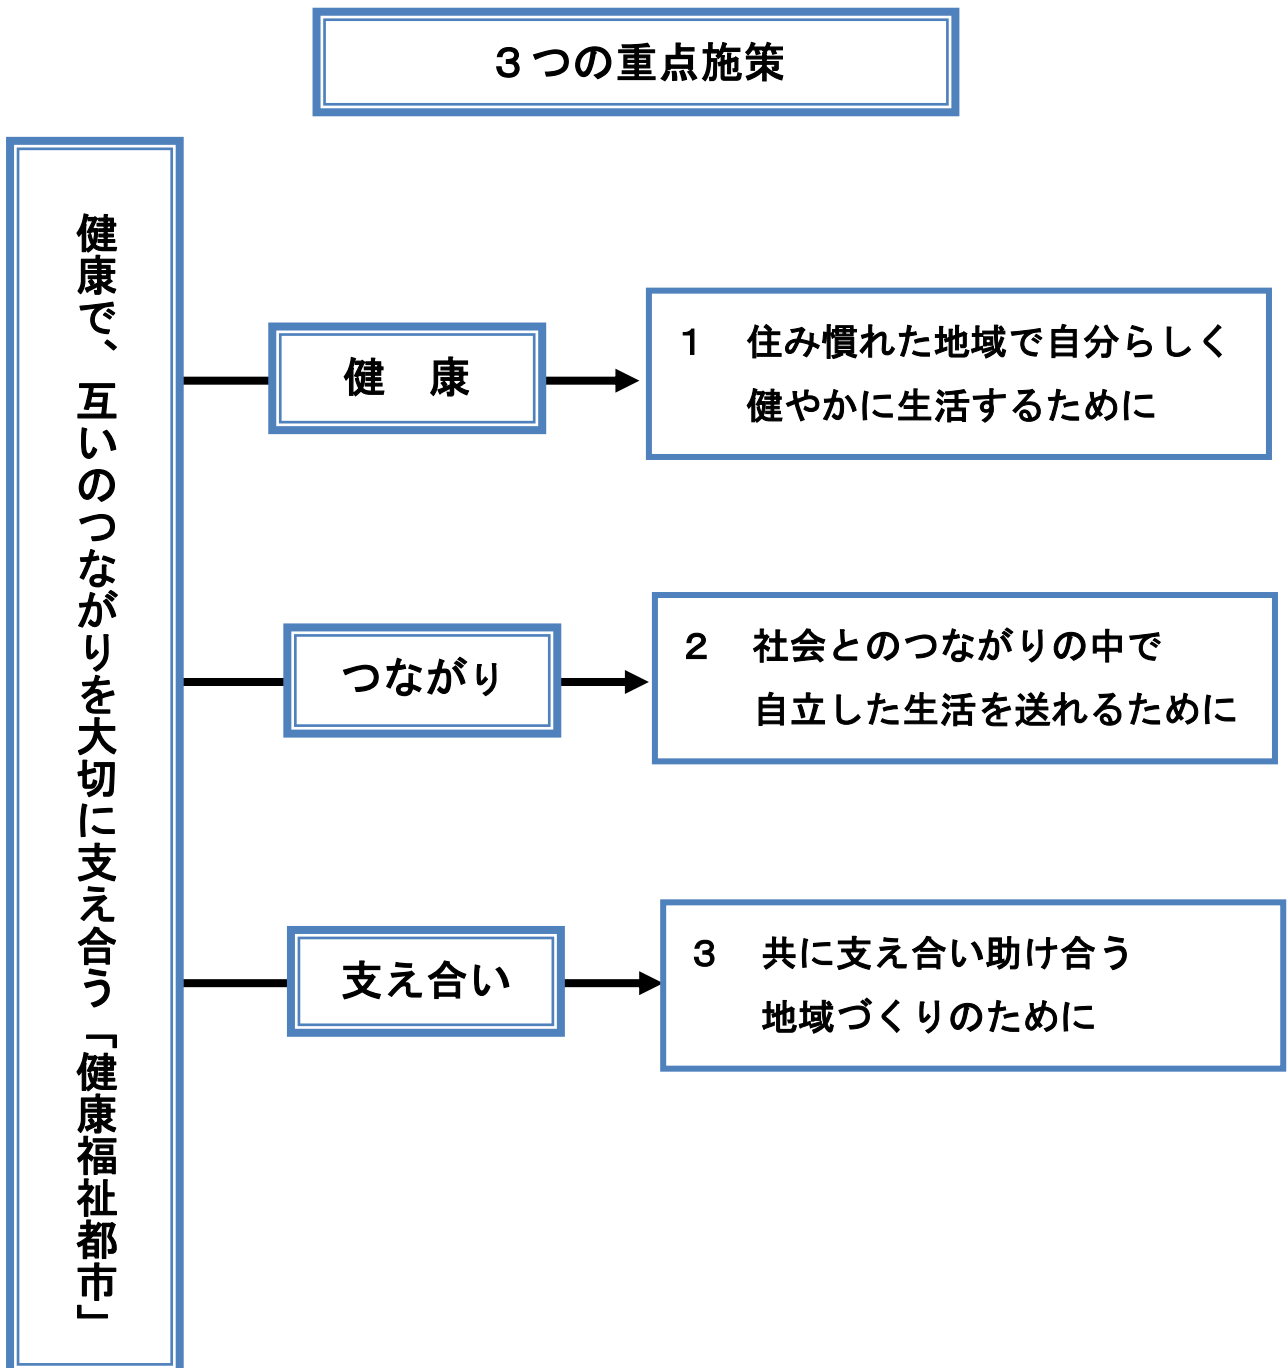 ３つの重点施策
健康で、互いのつながりを大切に支え合う「健康福祉都市」
健　康
１　住み慣れた地域で自分らしく
健やかに生活するために
つながり
２　社会とのつながりの中で
自立した生活を送れるために
支え合い
３　共に支え合い助け合う
地域づくりのために